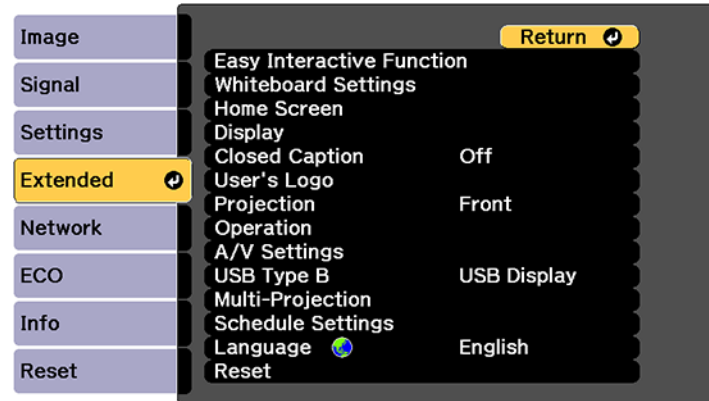 Image
Signal
Settings
Extended
Network
ECO
Info
Reset
Return
Easy Interactive Function
Whiteboard Settings
Home Screen
Display
Closed Caption Off
User's Logo
Projection Front
Operation
A/V Settings
USB Type B USB Display
Multi-Projection
Schedule Settings
Language English
Reset